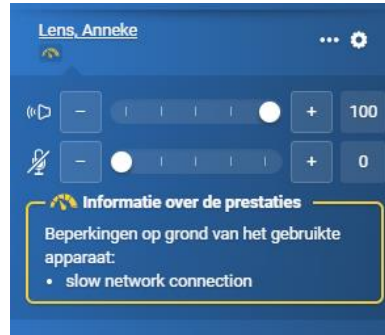 Lens, Anneke
100
0
Informatie over de prestaties
Beperkingen op grond van het gebruikte
apparaat:
• slow network connection